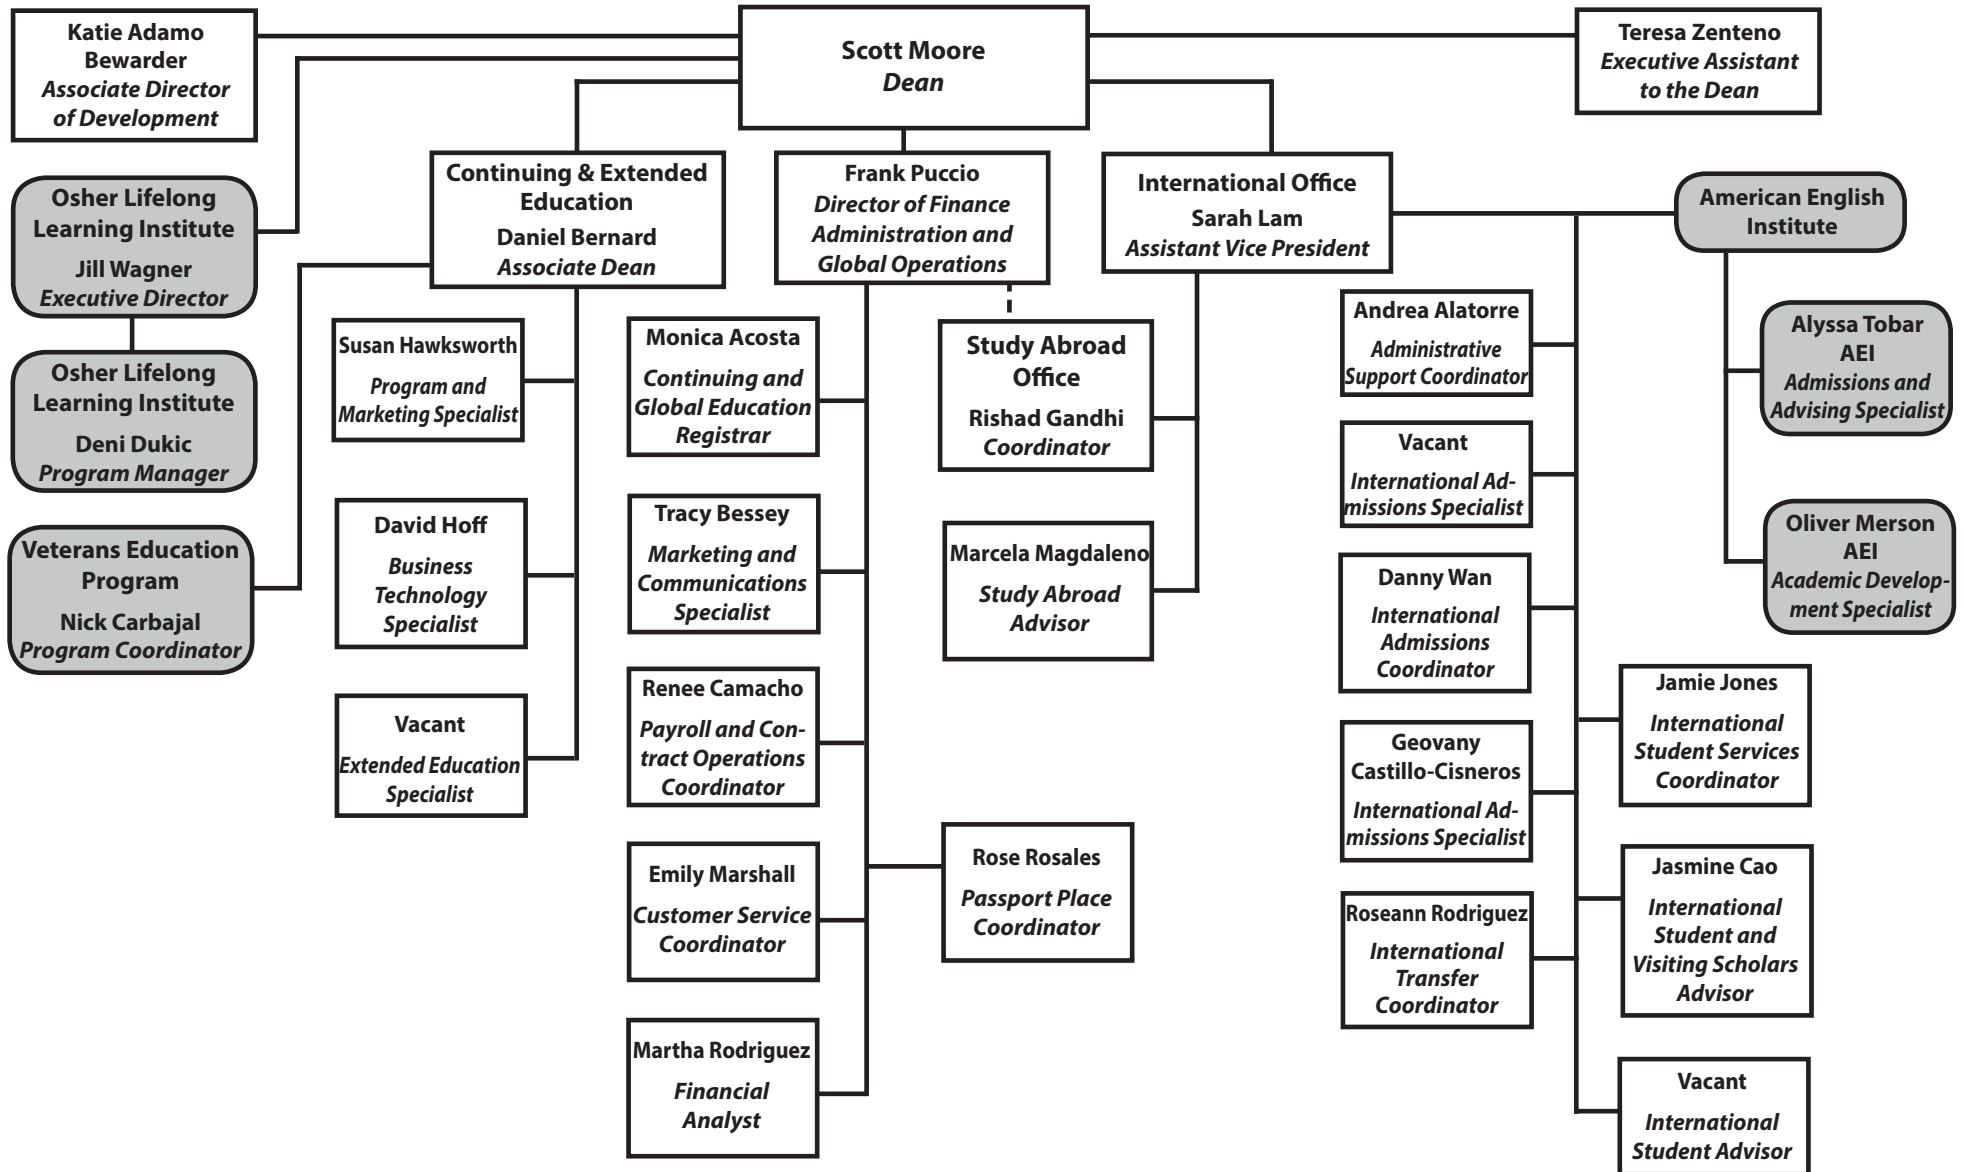 Katie Adamo
Bewarder
Associate Director
of Development
Scott Moore
Dean
Teresa Zenteno
Executive Assistant
to the Dean
Osher Lifelong
Learning Institute
Jill Wagner
Executive Director
Osher Lifelong
Learning Institute
Deni Dukic
Program Manager
Veterans Education
Program
Nick Carbajal
Program Coordinator
Continuing & Extended
Education
Daniel Bernard
Associate Dean
Susan Hawksworth
Program and
Marketing Specialist
David Hoff
Business
Technology
Specialist
Vacant
Extended Education
Specialist
Frank Puccio
Director of Finance
Administration and
Global Operations
Monica Acosta
Continuing and
Global Education
Registrar
Tracy Bessey
Marketing and
Communications
Specialist
Renee Camacho
Payroll and Con-
tract Operations
Coordinator
Emily Marshall
Customer Service
Coordinator
Martha Rodriguez
Financial
Analyst
Rose Rosales
Passport Place
Coordinator
International Office
Sarah Lam
Assistant Vice President
Study Abroad
Office
Rishad Gandhi
Coordinator
Marcela Magdaleno
Study Abroad
Advisor
Andrea Alatorre
Administrative
Support Coordinator
Vacant
International Ad-
missions Specialist
Danny Wan
International
Admissions
Coordinator
Geovany
Castillo-Cisneros
International Ad-
missions Specialist
Roseann Rodriguez
International
Transfer
Coordinator
Jamie Jones
International
Student Services
Coordinator
Jasmine Cao
International
Student and
Visiting Scholars
Advisor
Vacant
International
Student Advisor
American English
Institute
Alyssa Tobar
AEI
Admissions and
Advising Specialist
Oliver Merson
AEI
Academic Develop-
ment Specialist